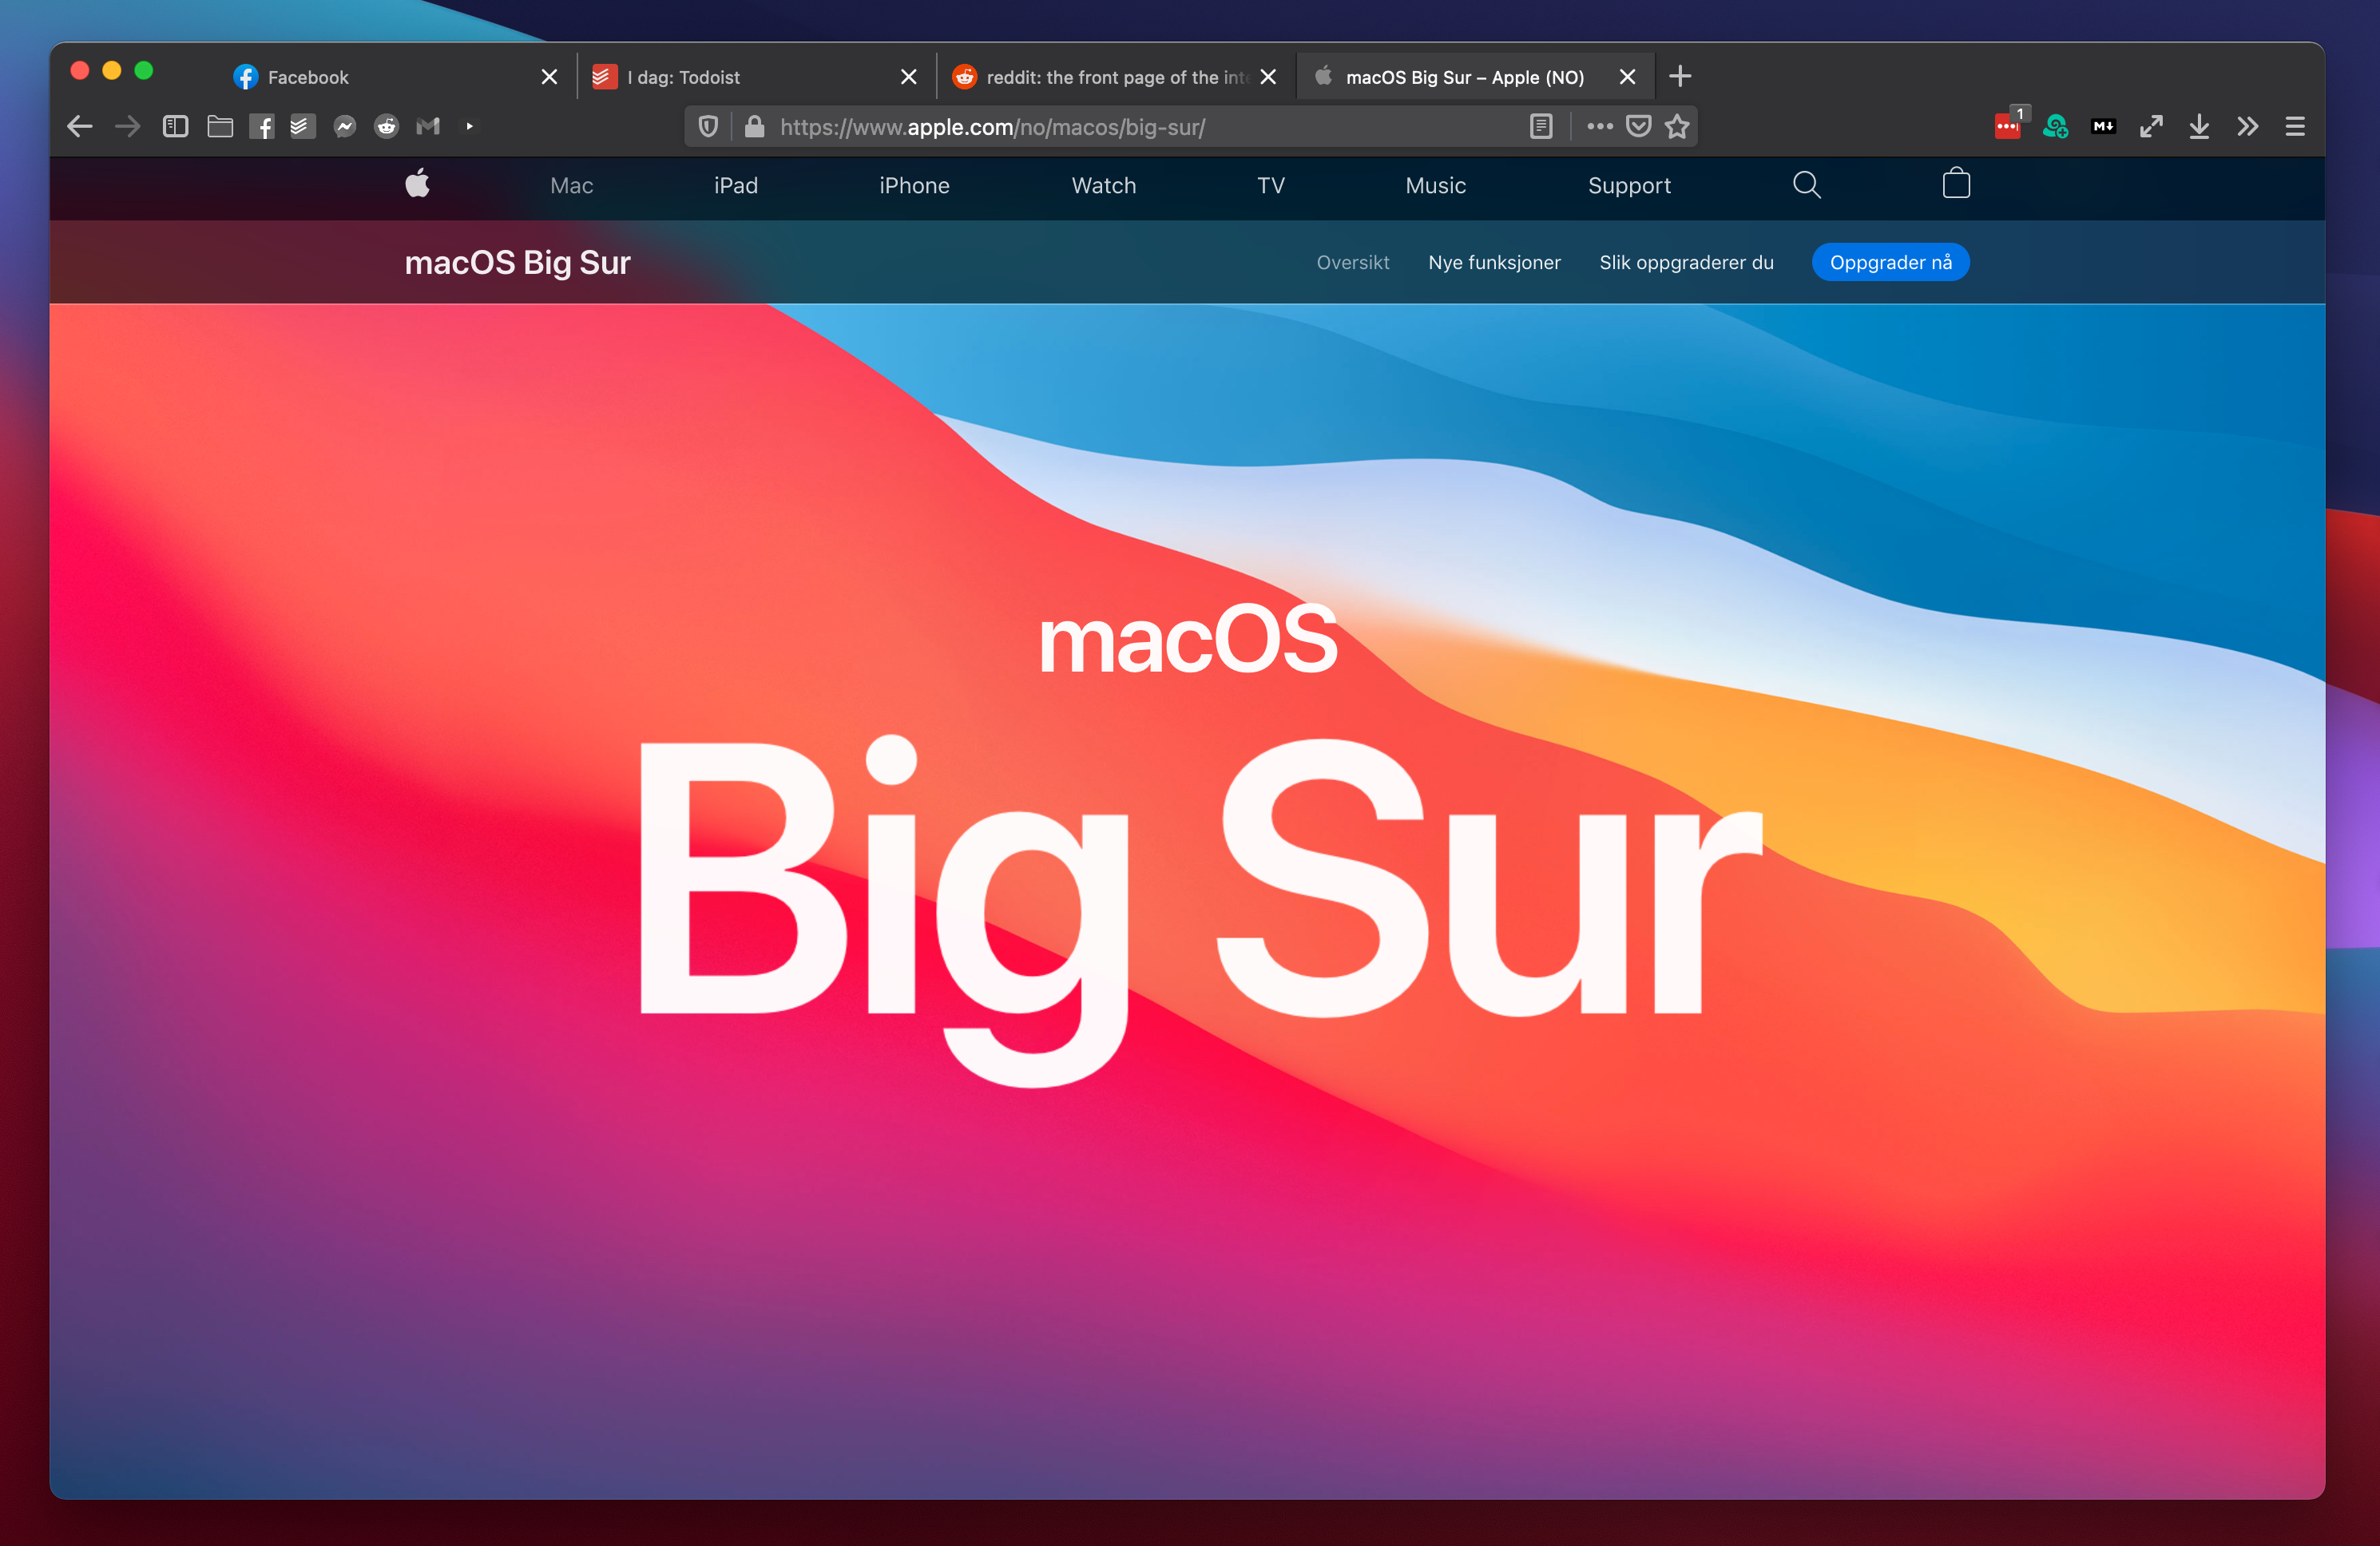 Facebook
I dag: Todoist
reddit: the front page of the inte
macOS Big Sur – Apple (NO)
https://www.apple.com/no/macos/big-sur/
1
M
Mac
iPad
iPhone
Watch
TV
Music
Support
macOS Big Sur
Oversikt
Nye funksjoner
Slik oppgraderer du
Oppgrader nå
macOS
Big Sur